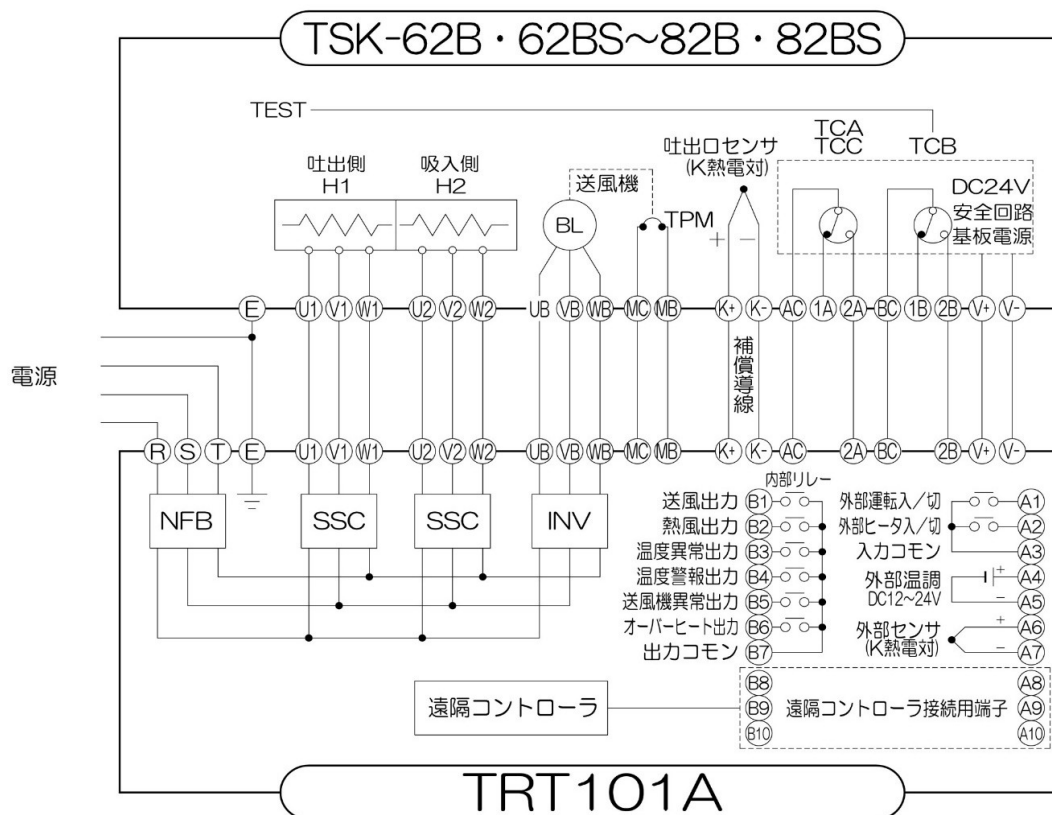 TSK-62B・62BS～82B・82BS
TEST
TCA
TCC
TCB
吐出口センサ
(K熱電対)
吐出側
H1
吸入側
H2
送風機
BL
TPM
+ −
DC24V
安全回路
基板電源
E U1 V1 W1 U2 V2 W2 UB VB WB MC MB K+ K- AC 1A 2A BC 1B 2B V+ V-
補償導線
電源
R S T E U1 V1 W1 U2 V2 W2 UB VB WB MC MB K+ K- AC 2A BC 2B V+ V-
NFB SSC SSC INV
内部リレー
送風出力 B1
熱風出力 B2
温度異常出力 B3
温度警報出力 B4
送風機異常出力 B5
オーバーヒート出力 B6
出力コモン B7
B8
B9
B10
外部運転入／切 A1
外部ヒータ入／切 A2
入力コモン A3
外部温調 + A4
DC12～24V − A5
外部センサ + A6
(K熱電対) − A7
A8
A9
A10
遠隔コントローラ
遠隔コントローラ接続用端子
TRT101A